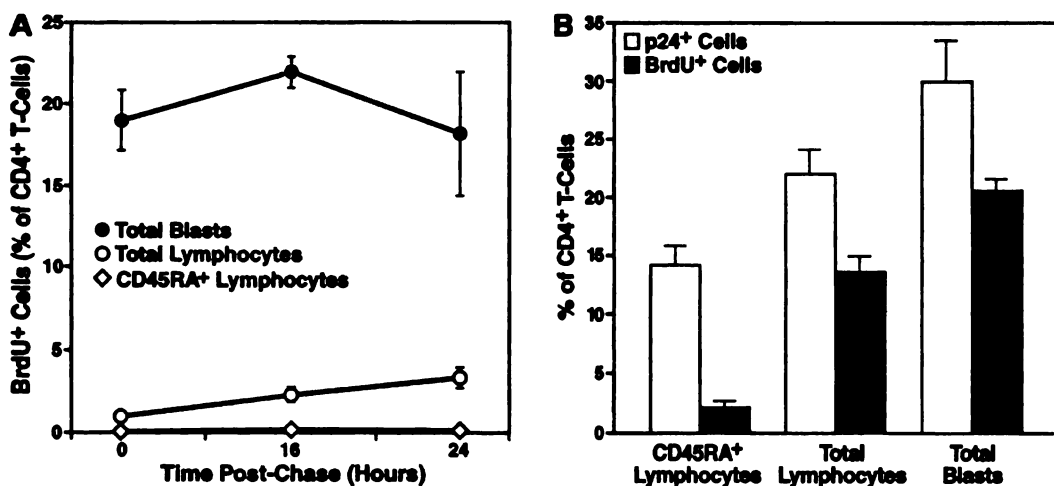 A
25
20
15
10
5
0
BrdU⁺ Cells (% of CD4⁺ T-Cells)
Total Blasts
Total Lymphocytes
CD45RA⁺ Lymphocytes
0
16
24
Time Post-Chase (Hours)
B
35
30
25
20
15
10
5
0
% of CD4⁺ T-Cells
p24⁺ Cells
BrdU⁺ Cells
CD45RA⁺
Lymphocytes
Total
Lymphocytes
Total
Blasts